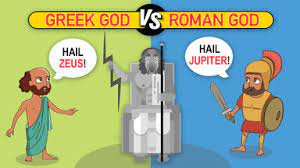 GREEK GOD VS ROMAN GOD
HAIL
ZEUS!
HAIL
JUPITER!